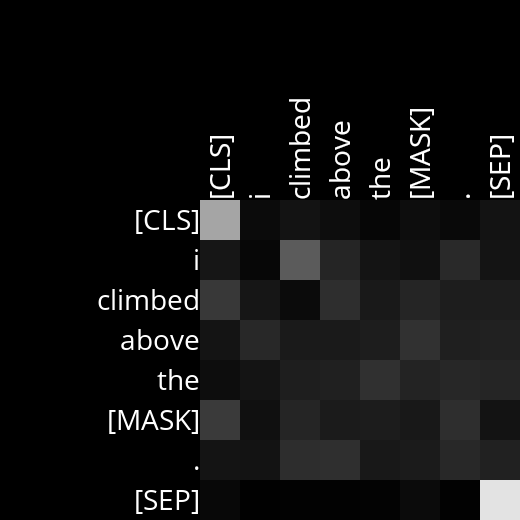 [CLS] i climbed above the [MASK] . [SEP]
[CLS]
i
climbed
above
the
[MASK]
.
[SEP]